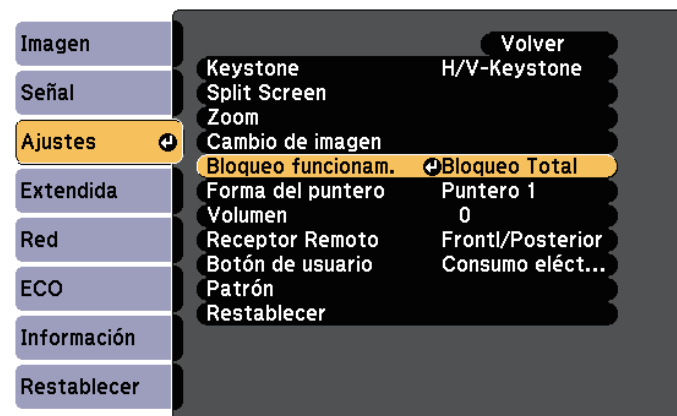 Imagen
Señal
Ajustes
Extendida
Red
ECO
Información
Restablecer
Volver
Keystone H/V-Keystone
Split Screen
Zoom
Cambio de imagen
Bloqueo funcionam. Bloqueo Total
Forma del puntero Puntero 1
Volumen 0
Receptor Remoto Frontl/Posterior
Botón de usuario Consumo eléct...
Patrón
Restablecer